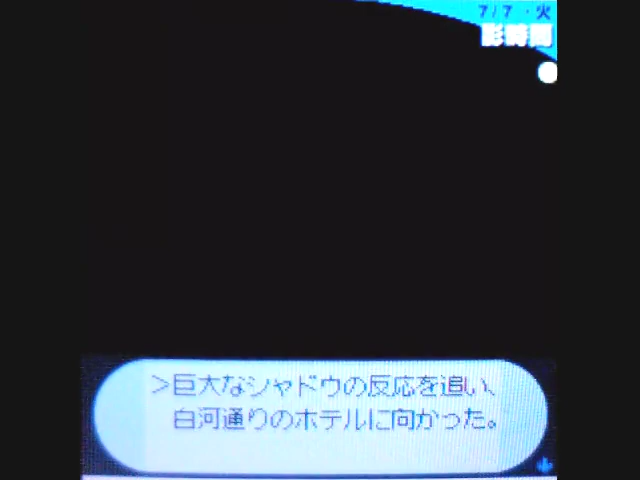 7/7・火
影時間
＞巨大なシャドウの反応を追い、
白河通りのホテルに向かった。